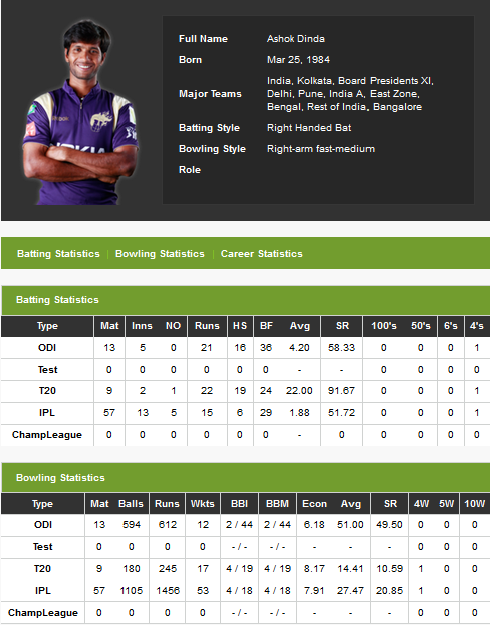 Full Name Ashok Dinda
Born Mar 25, 1984
Major Teams India, Kolkata, Board Presidents XI,
Delhi, Pune, India A, East Zone,
Bengal, Rest of India, Bangalore
Batting Style Right Handed Bat
Bowling Style Right-arm fast-medium
Role
NOKIA
Batting Statistics | Bowling Statistics | Career Statistics
Batting Statistics
Type Mat Inns NO Runs HS BF Avg SR 100's 50's 6's 4's
ODI 13 5 0 21 16 36 4.20 58.33 0 0 0 1
Test 0 0 0 0 0 0 - - 0 0 0 0
T20 9 2 1 22 19 24 22.00 91.67 0 0 0 1
IPL 57 13 5 15 6 29 1.88 51.72 0 0 0 1
ChampLeague 0 0 0 0 0 0 - 0 0 0 0 0
Bowling Statistics
Type Mat Balls Runs Wkts BBI BBM Econ Avg SR 4W 5W 10W
ODI 13 594 612 12 2 / 44 2 / 44 6.18 51.00 49.50 0 0 0
Test 0 0 0 0 - / - - / - - - - 0 0 0
T20 9 180 245 17 4 / 19 4 / 19 8.17 14.41 10.59 1 0 0
IPL 57 1105 1456 53 4 / 18 4 / 18 7.91 27.47 20.85 1 0 0
ChampLeague 0 0 0 0 - / - - / - - - - 0 0 0